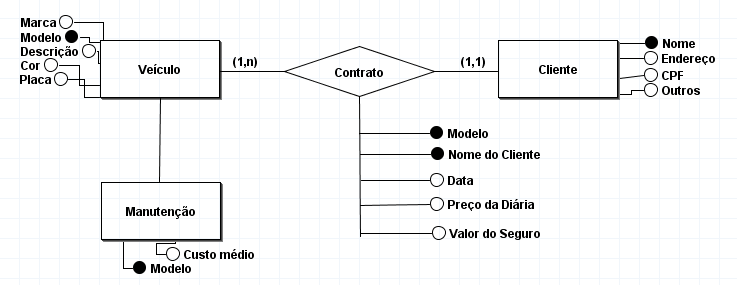 Marca
Modelo
Descrição
Cor
Placa
Veículo
(1,n)
Contrato
(1,1)
Cliente
Nome
Endereço
CPF
Outros
Modelo
Nome do Cliente
Data
Preço da Diária
Valor do Seguro
Manutenção
Custo médio
Modelo